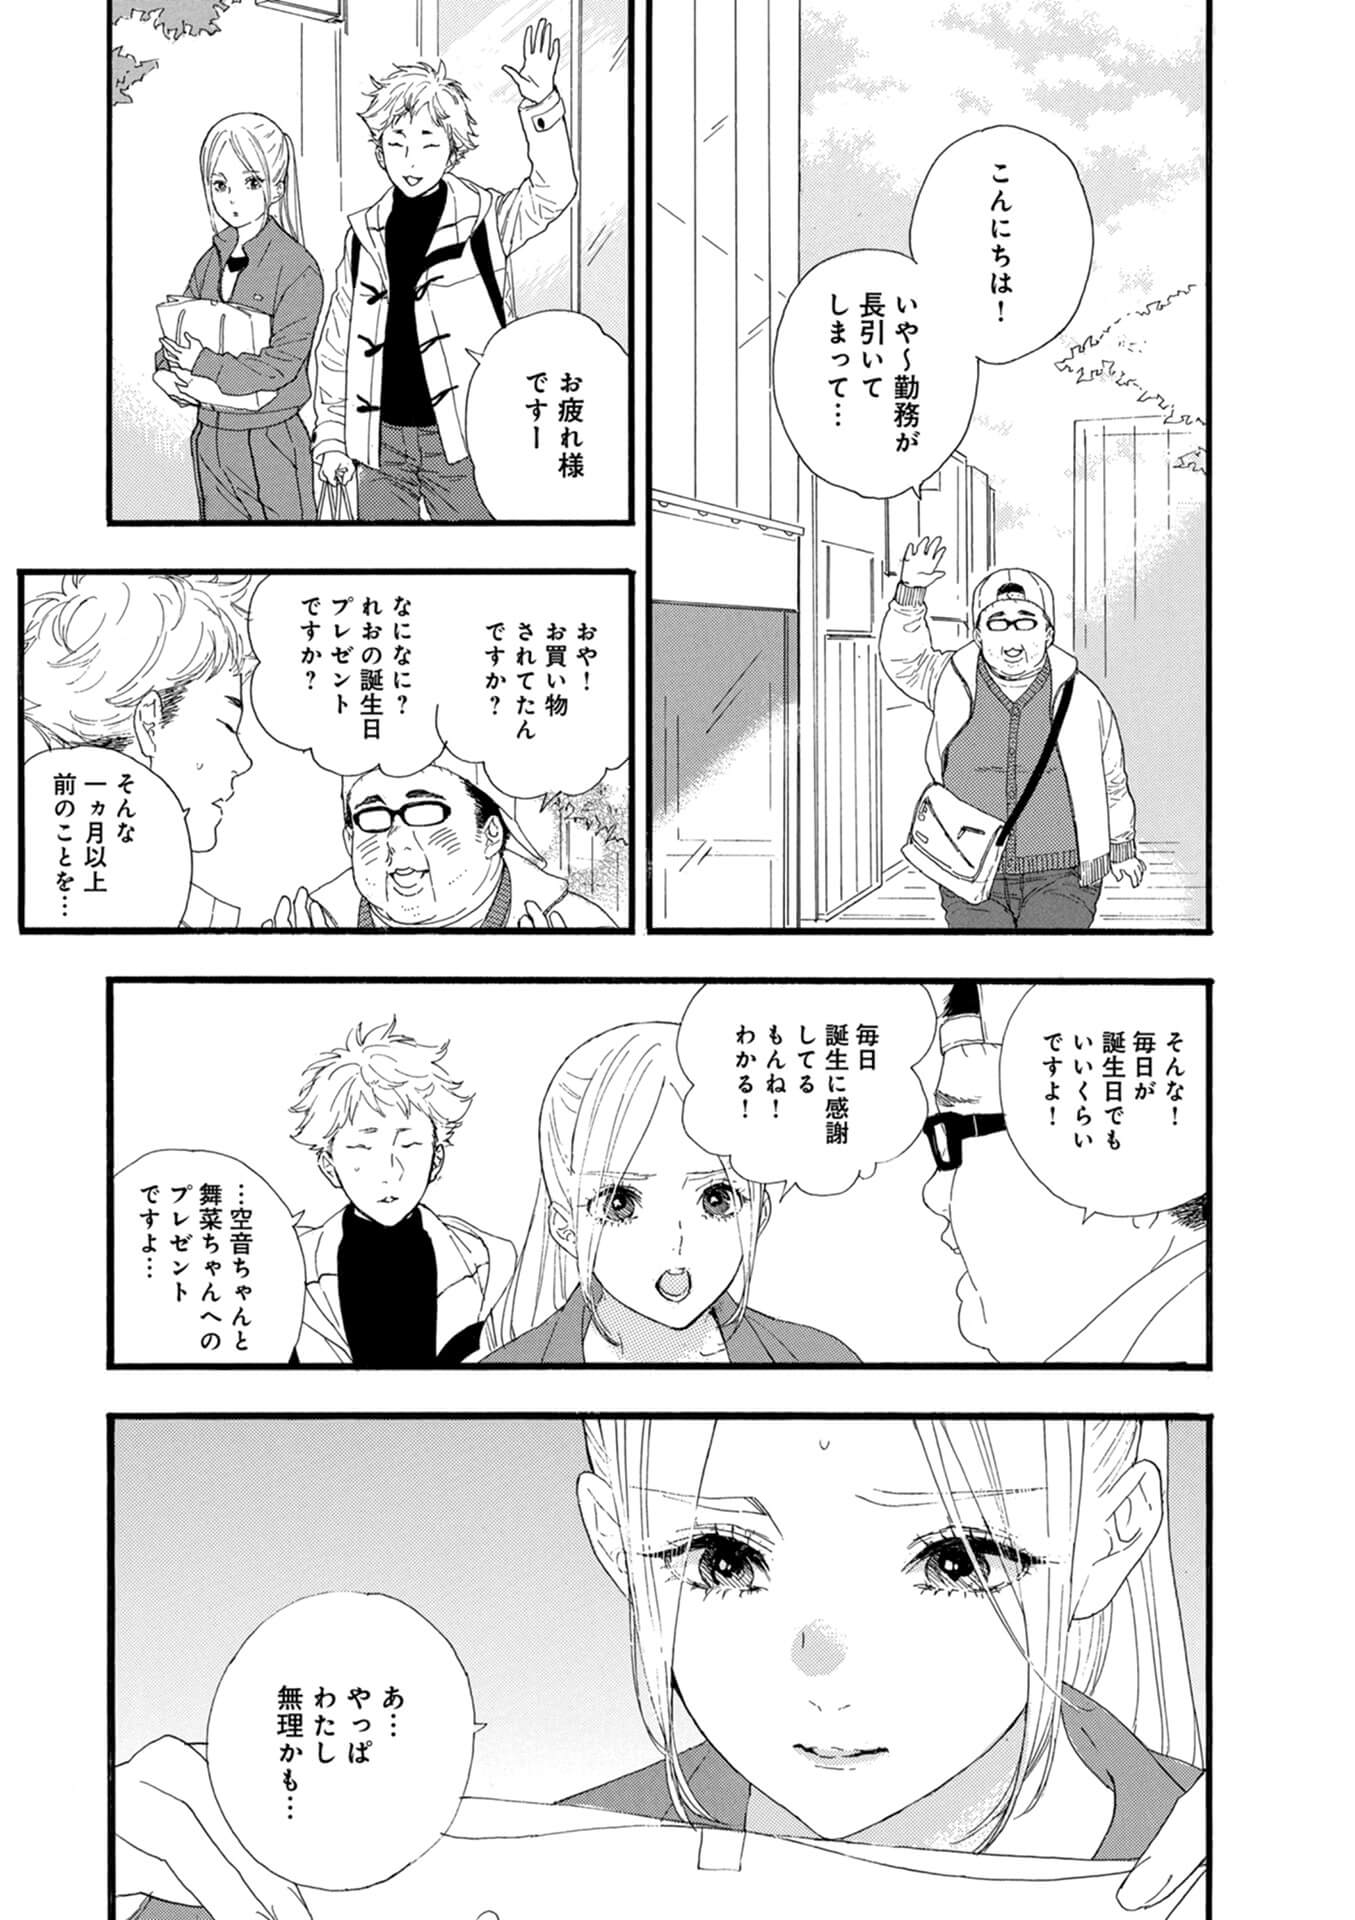 こんにちは！
いや〜勤務が
長引いて
しまって…
お疲れ様
ですー
おや！
お買い物
されてたん
ですか？
なになに？
れおの誕生日
プレゼント
ですか？
そんな
一ヵ月以上
前のことを…
そんな！
毎日が
誕生日でも
いいくらい
ですよ！
毎日
誕生に感謝
してる
もんね！
わかる！
…空音ちゃんと
舞菜ちゃんへの
プレゼント
ですよ…
あ…
やっぱ
わたし
無理かも…